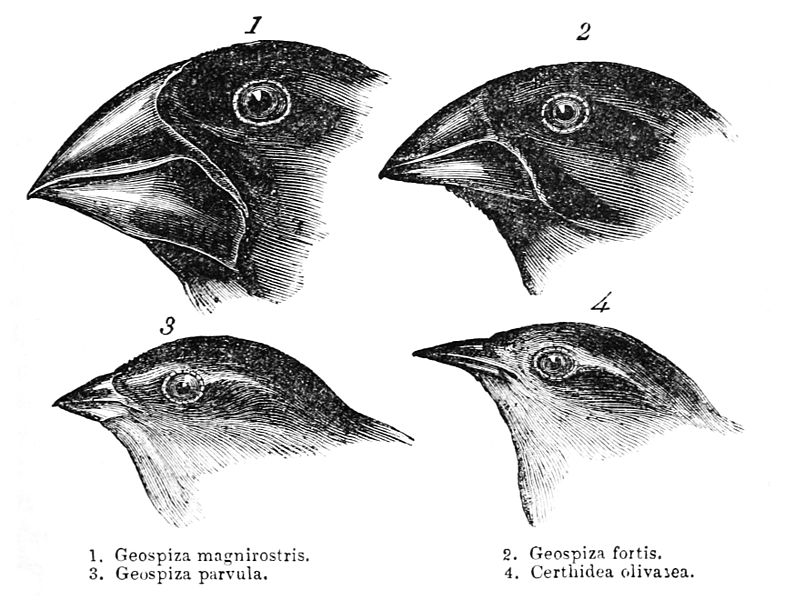 1
2
3
4
1. Geospiza magnirostris.
2. Geospiza fortis.
3. Geospiza parvula.
4. Certhidea olivasea.